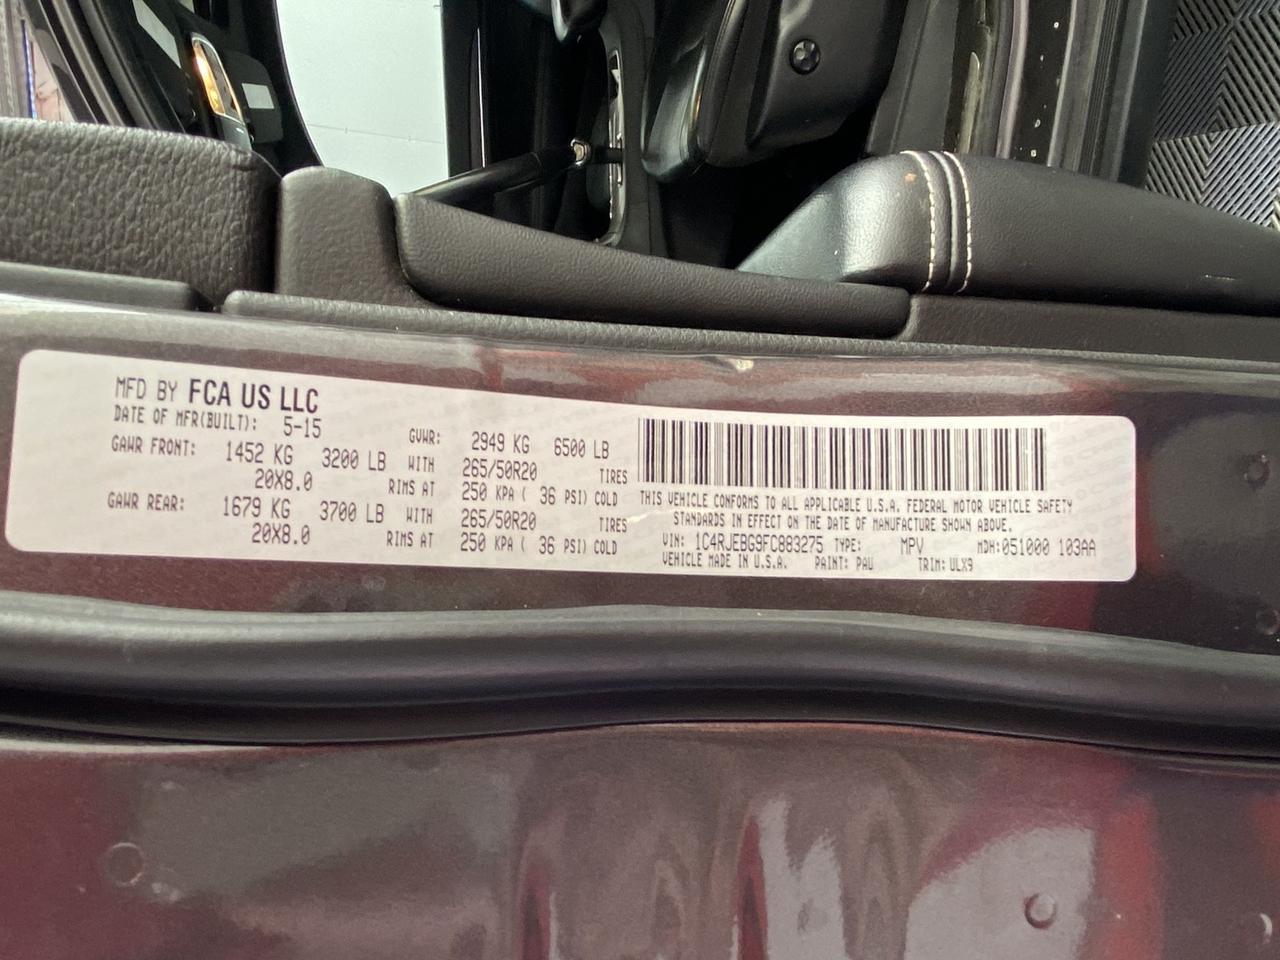 MFD BY FCA US LLC
DATE OF MFR(BUILT): 5-15
GVWR: 2949 KG 6500 LB
GAWR FRONT: 1452 KG 3200 LB WITH 265/50R20 TIRES
20X8.0 RIMS AT 250 KPA ( 36 PSI) COLD
GAWR REAR: 1679 KG 3700 LB WITH 265/50R20 TIRES
20X8.0 RIMS AT 250 KPA ( 36 PSI) COLD
THIS VEHICLE CONFORMS TO ALL APPLICABLE U.S.A. FEDERAL MOTOR VEHICLE SAFETY
STANDARDS IN EFFECT ON THE DATE OF MANUFACTURE SHOWN ABOVE.
VIN: 1C4RJEBG9FC883275 TYPE: MPV MDH:051000 103AA
VEHICLE MADE IN U.S.A. PAINT: PAU TRIM: ULX9